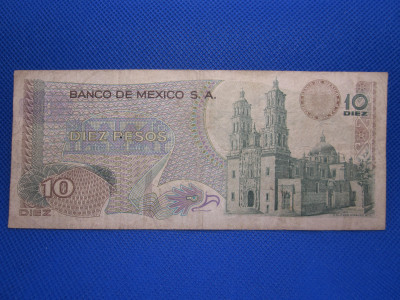 BANCO DE MEXICO S. A.
10
DIEZ
DIEZ PESOS
10
DIEZ